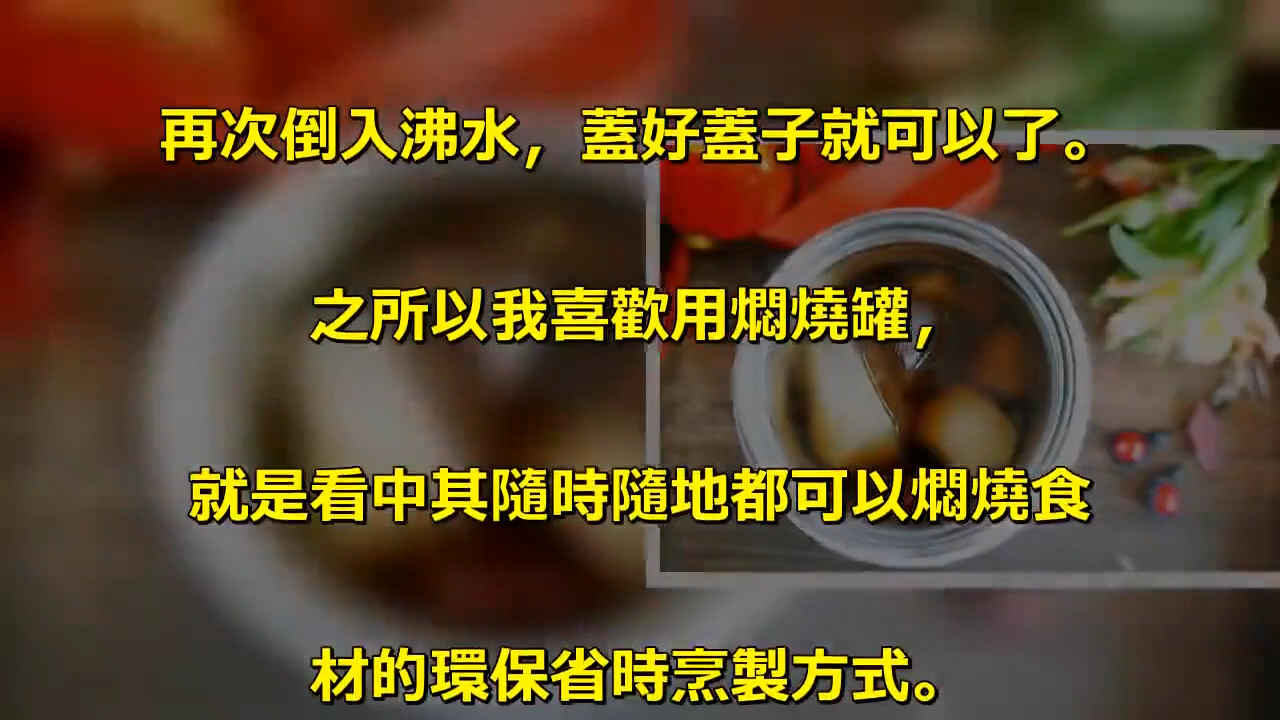 再次倒入沸水，蓋好蓋子就可以了。
之所以我喜歡用燜燒罐，
就是看中其隨時隨地都可以燜燒食
材的環保省時烹製方式。